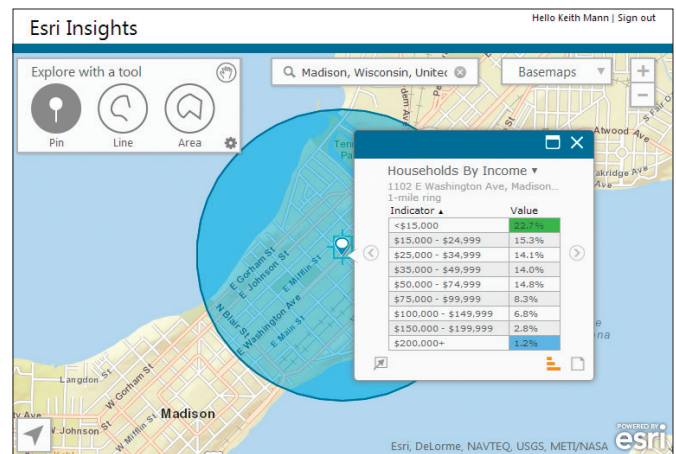 Hello Keith Mann | Sign out
Esri Insights
Explore with a tool
Pin Line Area
Madison, Wisconsin, United
Basemaps
+
−
Atwood Ave
Households By Income ▾
1102 E Washington Ave, Madison...
1-mile ring
Indicator ▴ Value
<$15,000 22.7%
$15,000 - $24,999 15.3%
$25,000 - $34,999 14.1%
$35,000 - $49,999 14.0%
$50,000 - $74,999 14.8%
$75,000 - $99,999 8.3%
$100,000 - $149,999 6.8%
$150,000 - $199,999 2.8%
$200,000+ 1.2%
E Gorham St
E Johnson St
E Mifflin St
N Blair St
E Washington Ave
E Main St
Langdon St
W Gorham St
Madison
W Johnson St
W Mifflin St
Esri, DeLorme, NAVTEQ, USGS, METI/NASA
POWERED BY
esri